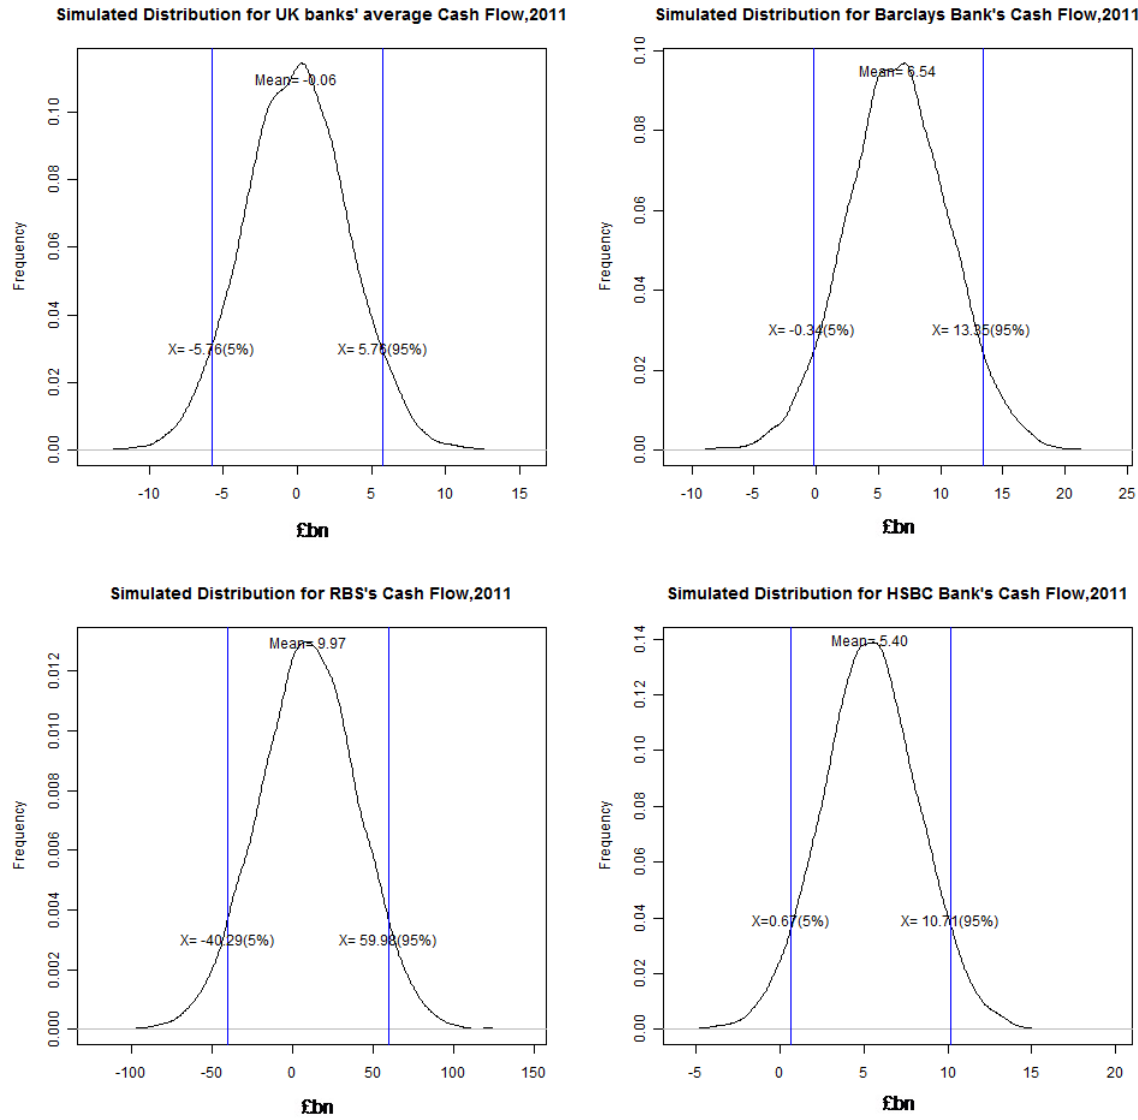 Simulated Distribution for UK banks' average Cash Flow,2011
Mean= -0.06
X= -5.76(5%)
X= 5.76(95%)
Frequency
0.00
0.02
0.04
0.06
0.08
0.10
-10
-5
0
5
10
15
£bn
Simulated Distribution for Barclays Bank's Cash Flow,2011
Mean= 6.54
X= -0.34(5%)
X= 13.35(95%)
Frequency
0.00
0.02
0.04
0.06
0.08
0.10
-10
-5
0
5
10
15
20
25
£bn
Simulated Distribution for RBS's Cash Flow,2011
Mean= 9.97
X= -40.29(5%)
X= 59.98(95%)
Frequency
0.000
0.002
0.004
0.006
0.008
0.010
0.012
-100
-50
0
50
100
150
£bn
Simulated Distribution for HSBC Bank's Cash Flow,2011
Mean= 5.40
X=0.67(5%)
X= 10.71(95%)
Frequency
0.00
0.02
0.04
0.06
0.08
0.10
0.12
0.14
-5
0
5
10
15
20
£bn